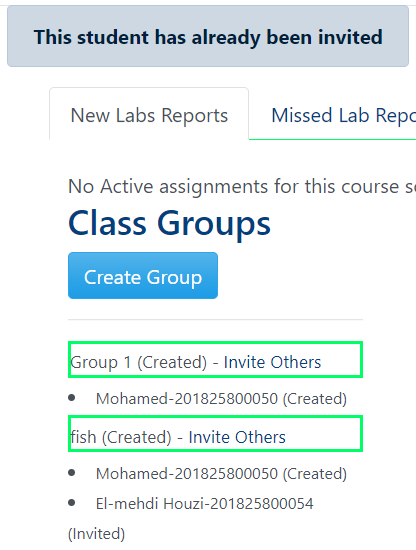 This student has already been invited
New Labs Reports
Missed Lab
No Active assignments for this course
Class Groups
Create Group
Group 1 (Created) - Invite Others
Mohamed-201825800050 (Created)
fish (Created) - Invite Others
Mohamed-201825800050 (Created)
El-mehdi Houzi-201825800054
(Invited)